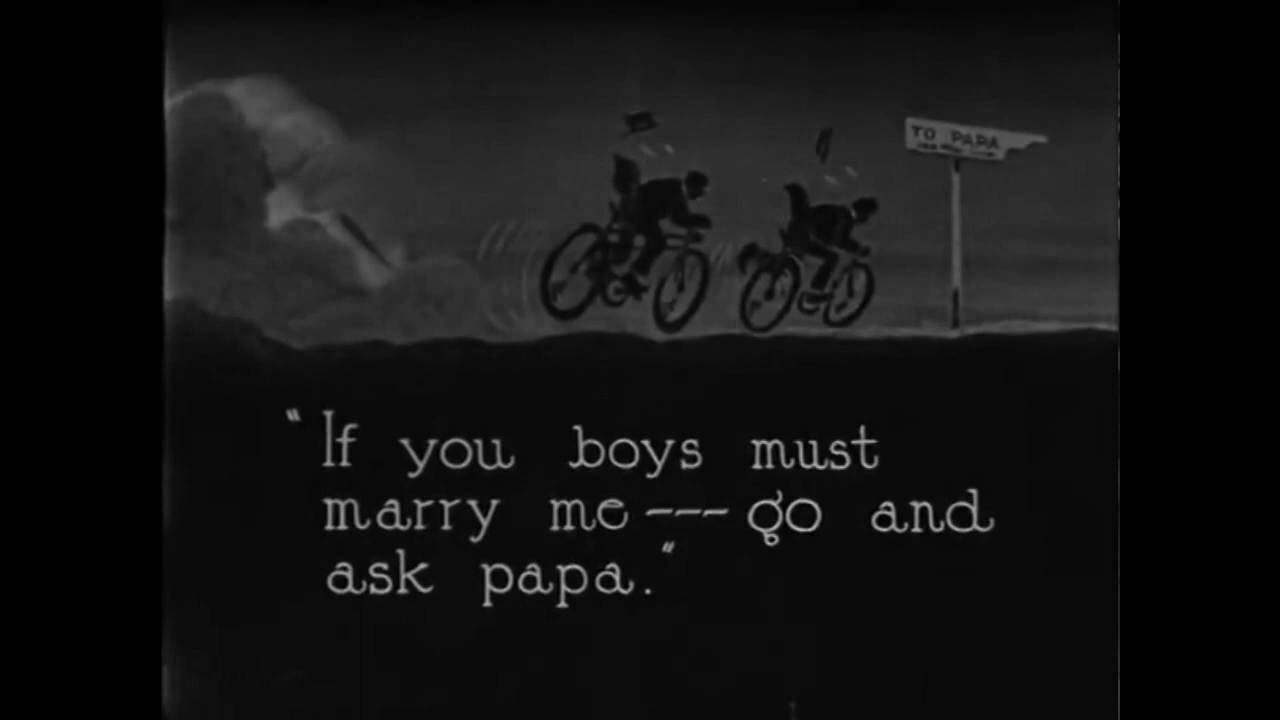 TO PAPA
"If you boys must
marry me---go and
ask papa."